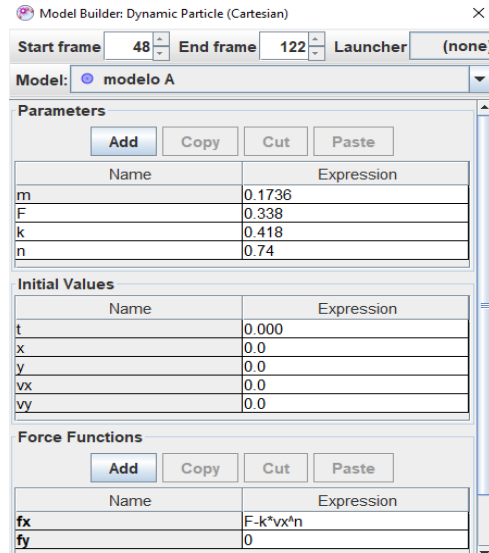 Model Builder: Dynamic Particle (Cartesian)
Start frame 48 End frame 122 Launcher (none)
Model: modelo A
Parameters
Add Copy Cut Paste
Name Expression
m 0.1736
F 0.338
k 0.418
n 0.74
Initial Values
Name Expression
t 0.000
x 0.0
y 0.0
vx 0.0
vy 0.0
Force Functions
Add Copy Cut Paste
Name Expression
fx F-k*vx^n
fy 0